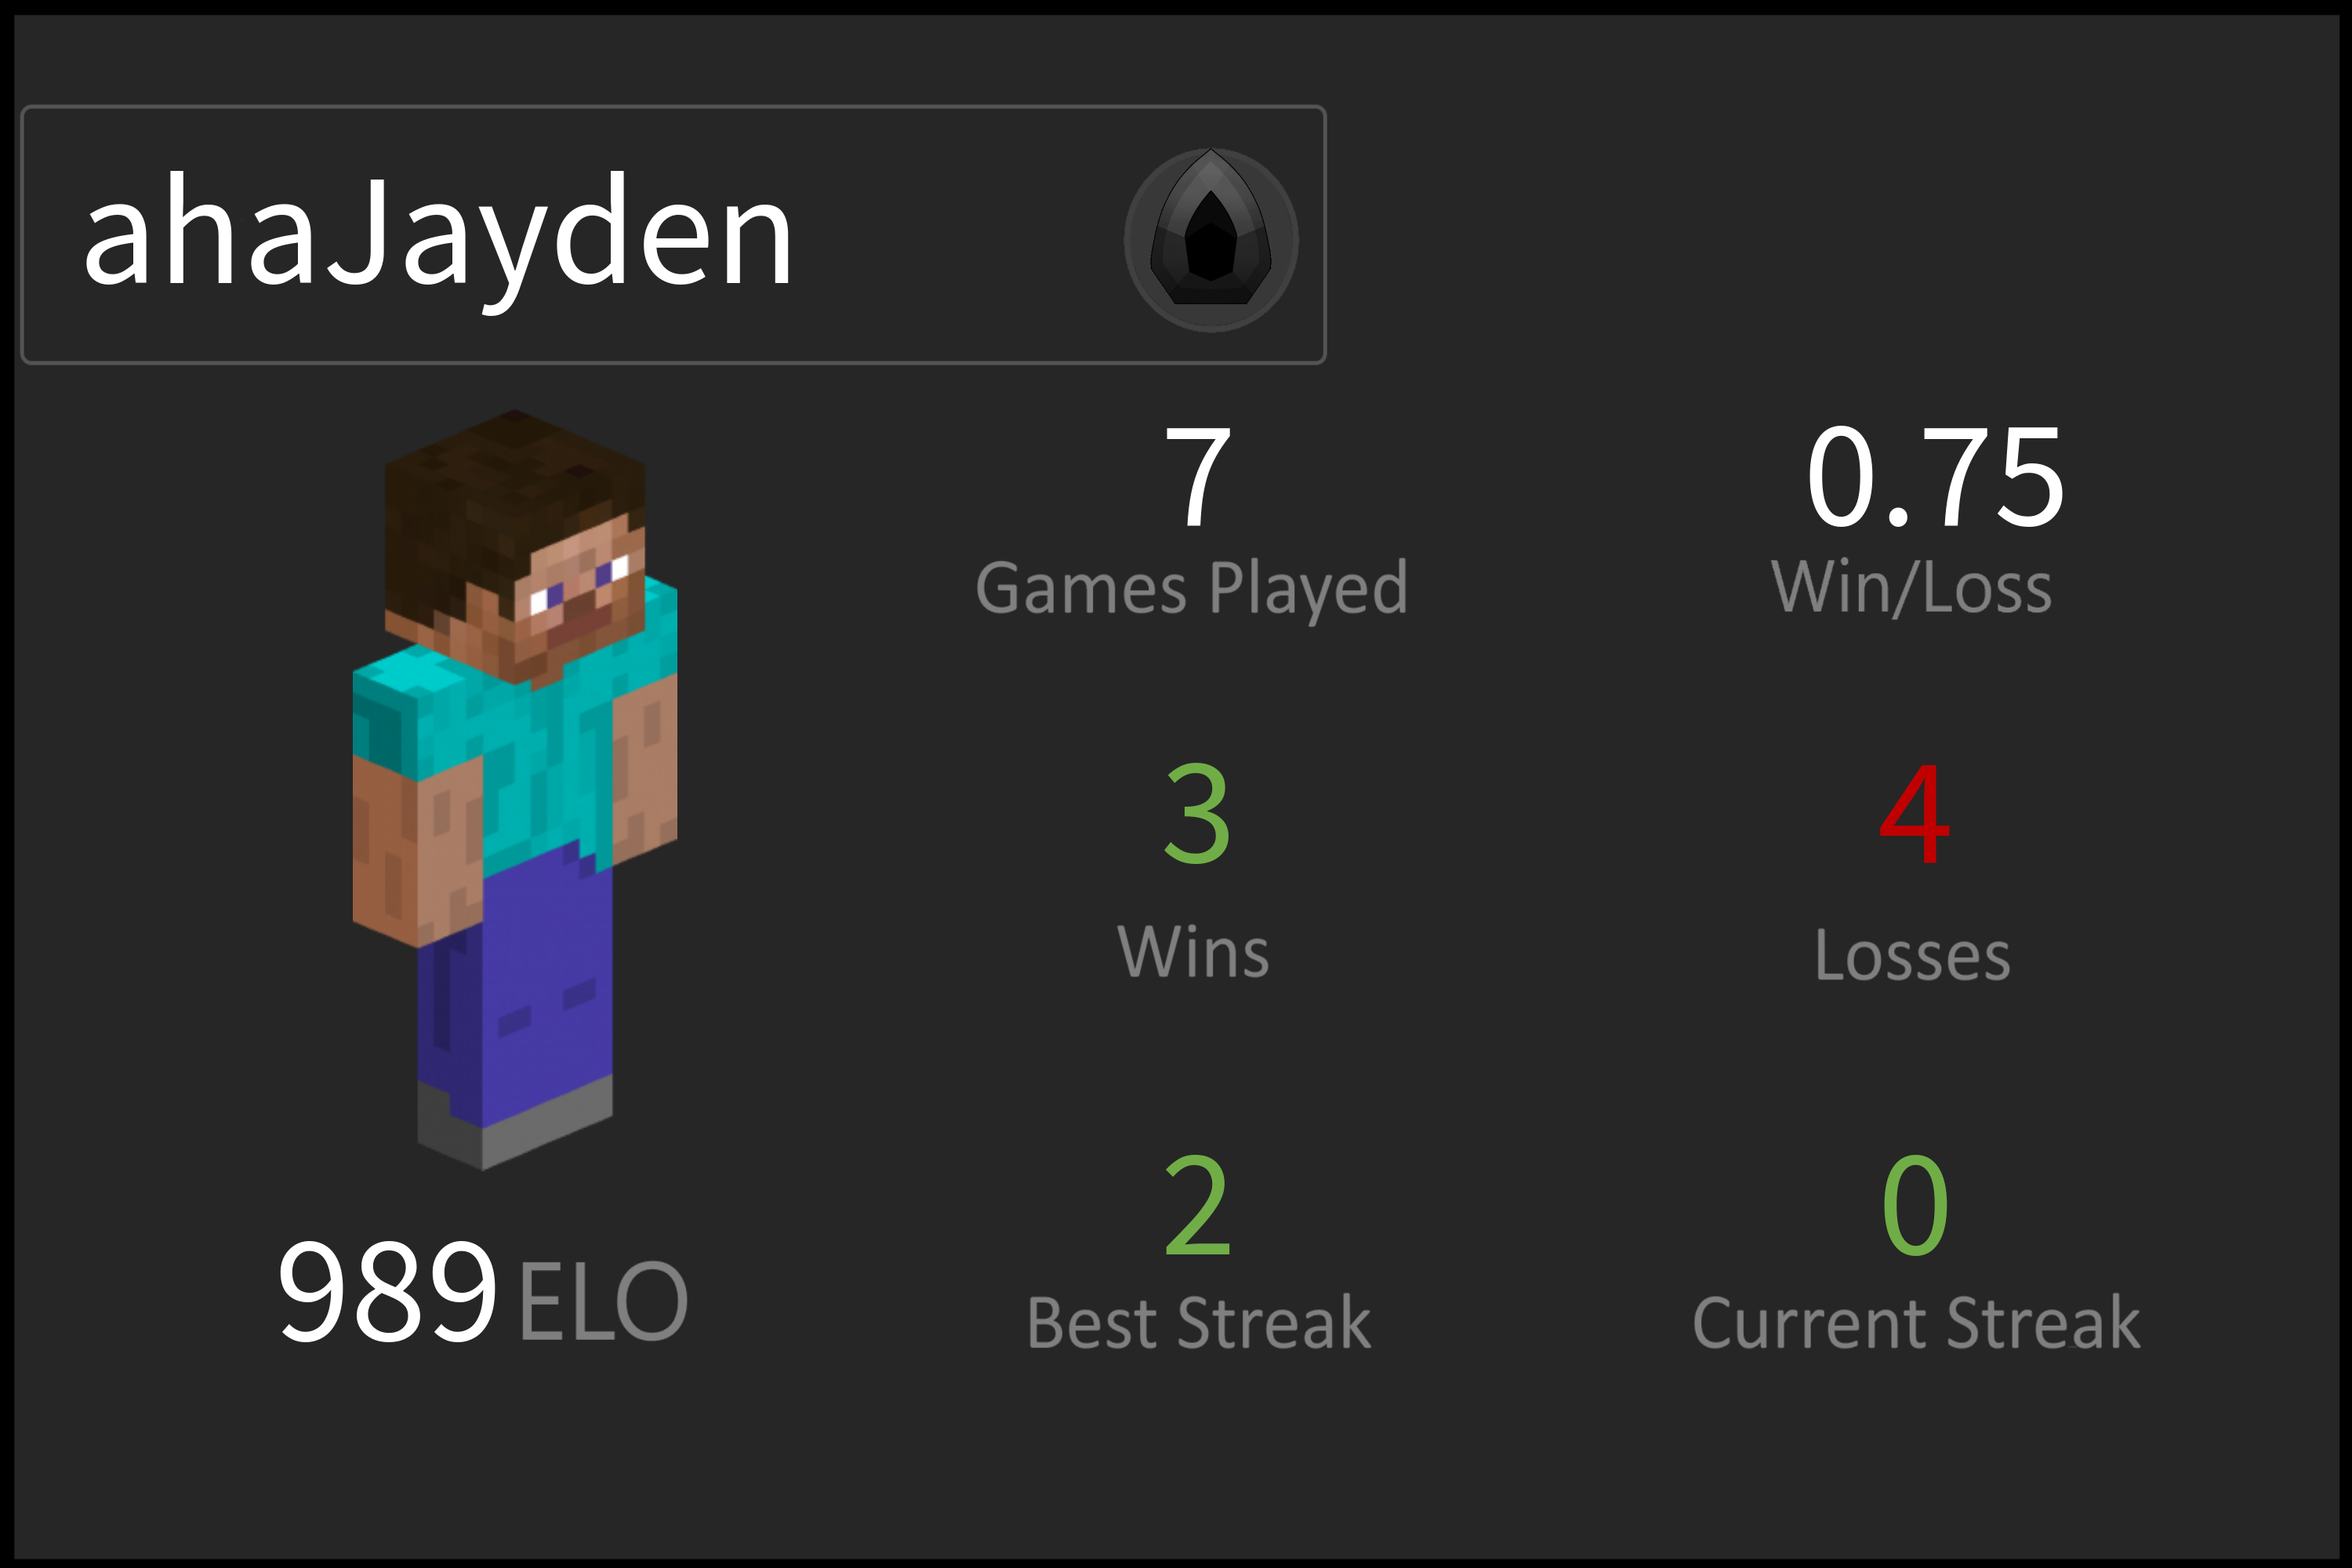 ahaJayden
7 0.75
Games Played Win/Loss
3 4
Wins Losses
2 0
989 ELO Best Streak Current Streak